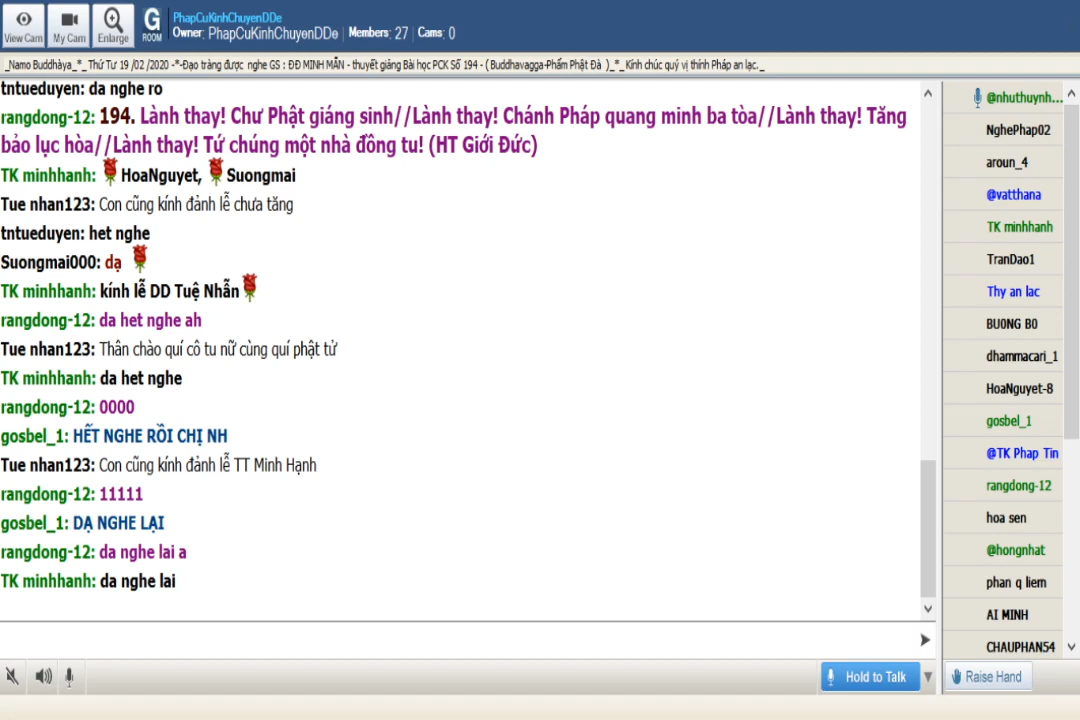 PhapCuKinhChuyenDDe
Owner: PhapCuKinhChuyenDDe | Members: 27 | Cams: 0
View Cam My Cam Enlarge G ROOM
_Namo Buddhàya_*_ Thứ Tư 19 /02 /2020 -*-Đạo tràng được nghe GS : ĐĐ MINH MẪN - thuyết giảng Bài học PCK Số 194 - ( Buddhavagga-Phẩm Phật Đà )_*_Kính chúc quý vị thính Pháp an lạc._
tntueduyen: da nghe ro
rangdong-12: 194. Lành thay! Chư Phật giáng sinh//Lành thay! Chánh Pháp quang minh ba tòa//Lành thay! Tăng
bảo lục hòa//Lành thay! Tứ chúng một nhà đồng tu! (HT Giới Đức)
TK minhhanh: HoaNguyet, Suongmai
Tue nhan123: Con cũng kính đảnh lễ chưa tăng
tntueduyen: het nghe
Suongmai000: dạ
TK minhhanh: kính lễ DD Tuệ Nhẫn
rangdong-12: da het nghe ah
Tue nhan123: Thân chào quí cô tu nữ cùng quí phật tử
TK minhhanh: da het nghe
rangdong-12: 0000
gosbel_1: HẾT NGHE RỒI CHỊ NH
Tue nhan123: Con cũng kính đảnh lễ TT Minh Hạnh
rangdong-12: 11111
gosbel_1: DẠ NGHE LẠI
rangdong-12: da nghe lai a
TK minhhanh: da nghe lai
@nhuthuynh...
NghePhap02
aroun_4
@vatthana
TK minhhanh
TranDao1
Thy an lac
BUONG BO
dhammacari_1
HoaNguyet-8
gosbel_1
@TK Phap Tin
rangdong-12
hoa sen
@hongnhat
phan q liem
AI MINH
CHAUPHAN54
Hold to Talk
Raise Hand